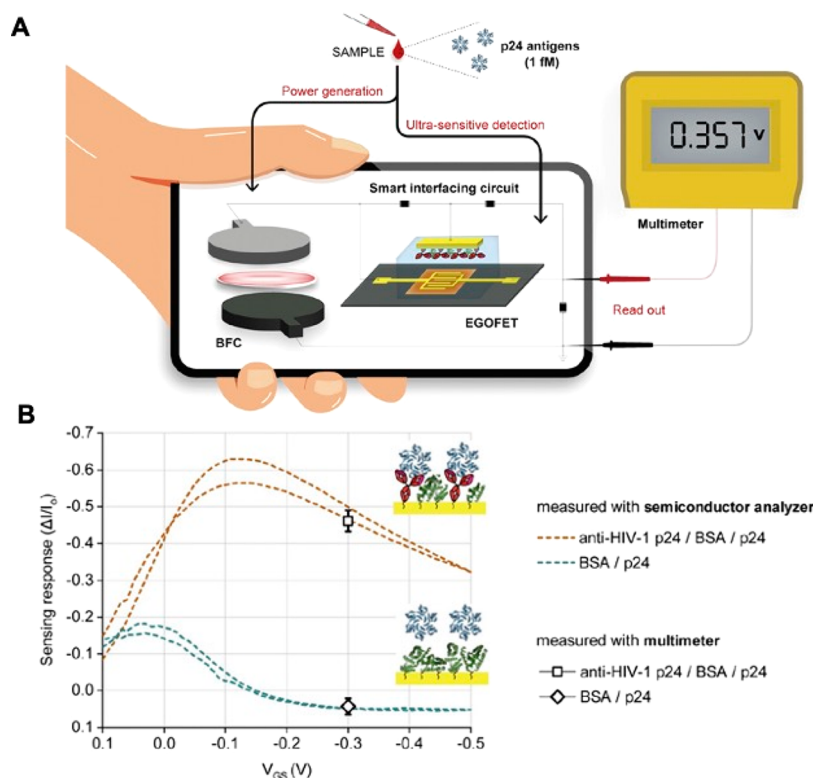 A
SAMPLE
p24 antigens
(1 fM)
Power generation
Ultra-sensitive detection
0.357 v
Smart interfacing circuit
Multimeter
EGOFET
Read out
BFC
B
-0.7
-0.6
-0.5
-0.4
-0.3
-0.2
-0.1
0.0
0.1
Sensing response (ΔI/I₀)
0.1 0.0 -0.1 -0.2 -0.3 -0.4 -0.5
V_GS (V)
measured with semiconductor analyzer
anti-HIV-1 p24 / BSA / p24
BSA / p24
measured with multimeter
anti-HIV-1 p24 / BSA / p24
BSA / p24